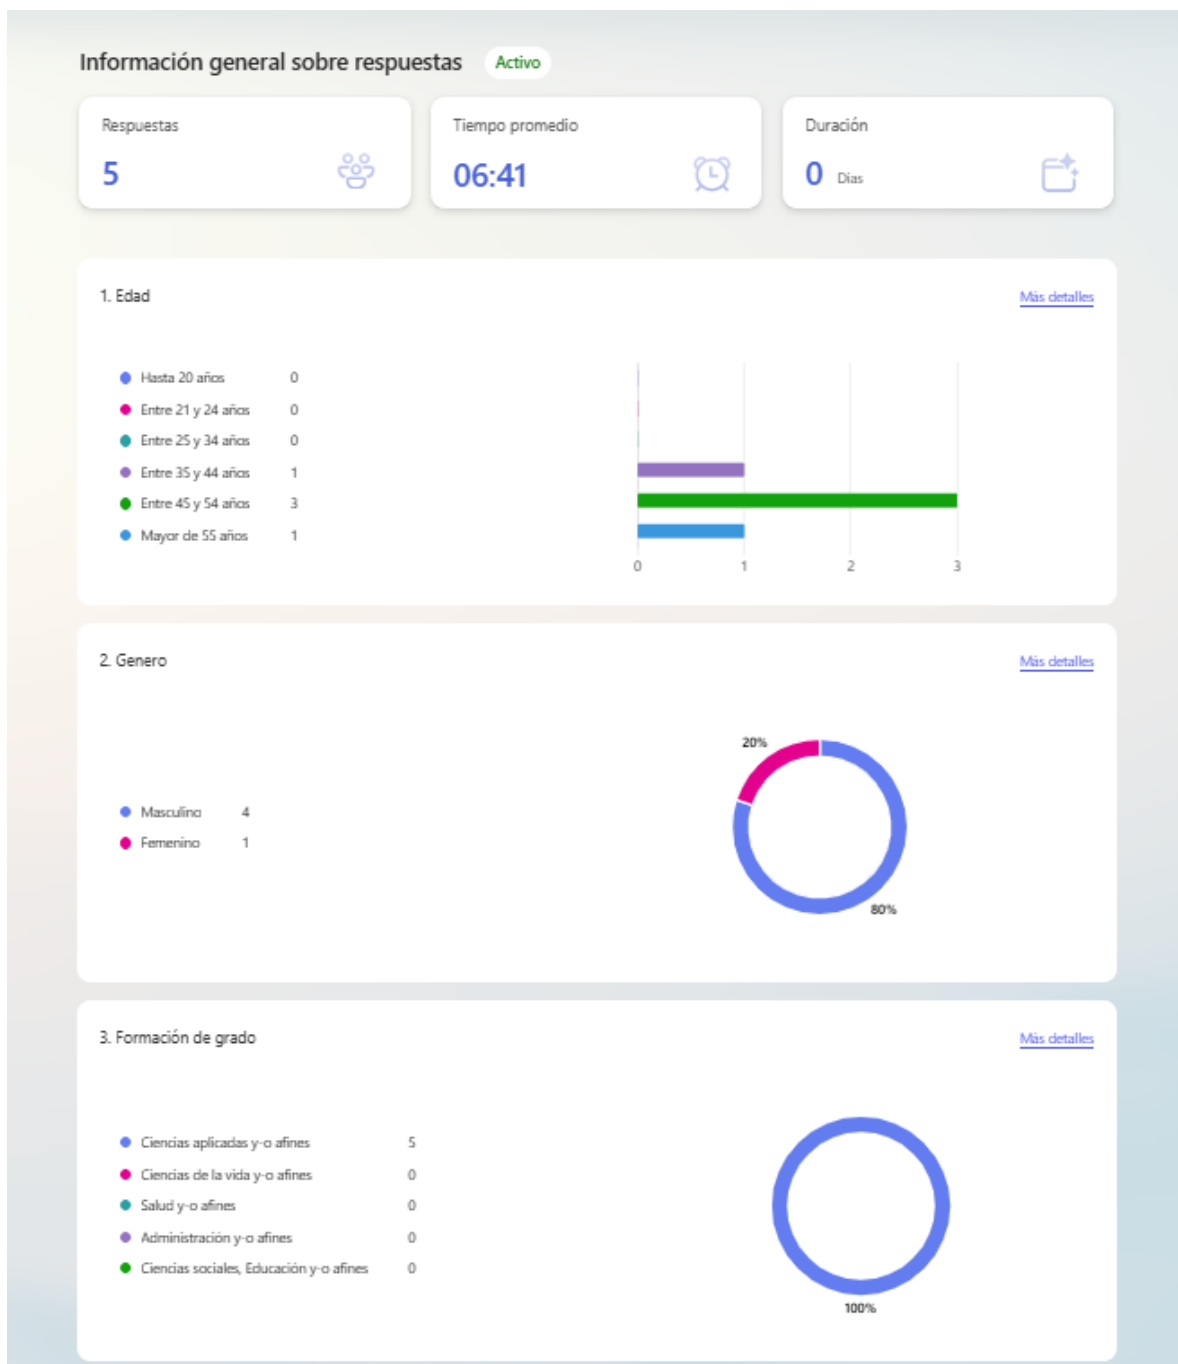 Información general sobre respuestas Activo
Respuestas Tiempo promedio Duración
5 06:41 0 Días
1. Edad Más detalles
Hasta 20 años 0
Entre 21 y 24 años 0
Entre 25 y 34 años 0
Entre 35 y 44 años 1
Entre 45 y 54 años 3
Mayor de 55 años 1
0 1 2 3
2. Genero Más detalles
20%
Masculino 4
Femenino 1
80%
3. Formación de grado Más detalles
Ciencias aplicadas y-o afines 5
Ciencias de la vida y-o afines 0
Salud y-o afines 0
Administración y-o afines 0
Ciencias sociales, Educación y-o afines 0
100%